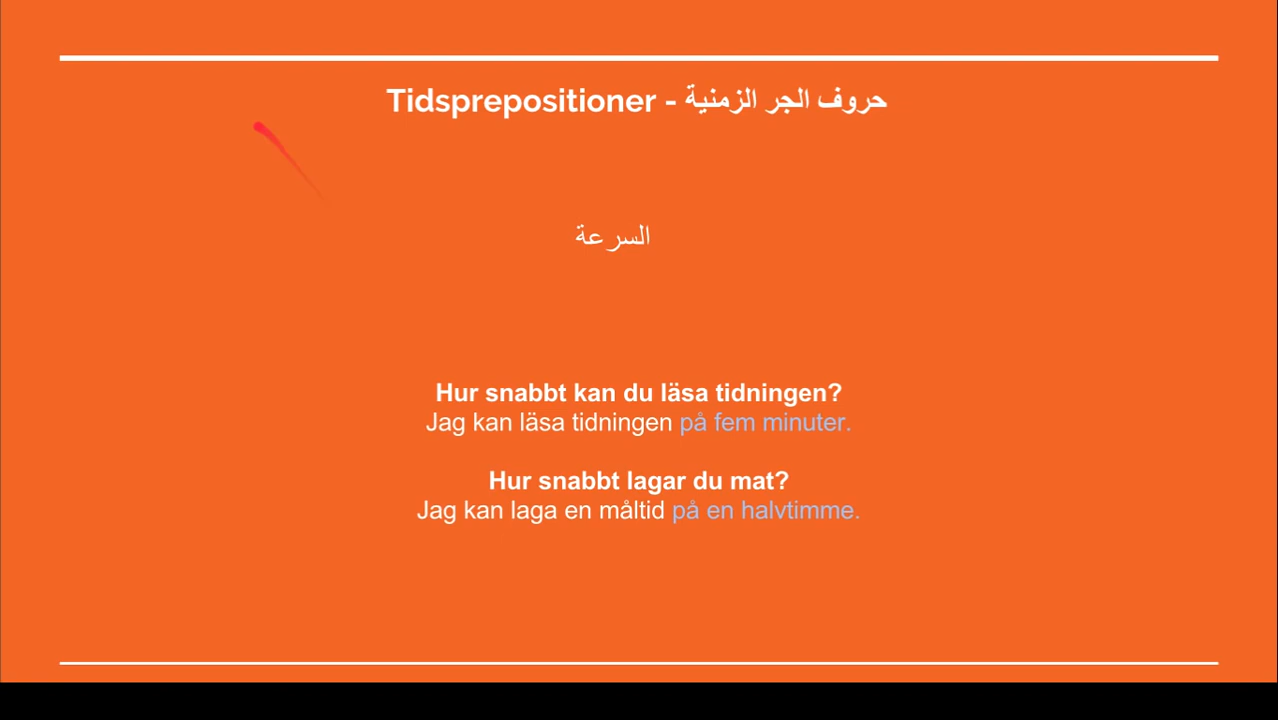 Tidsprepositioner - حروف الجر الزمنية
السرعة
Hur snabbt kan du läsa tidningen?
Jag kan läsa tidningen på fem minuter.
Hur snabbt lagar du mat?
Jag kan laga en måltid på en halvtimme.